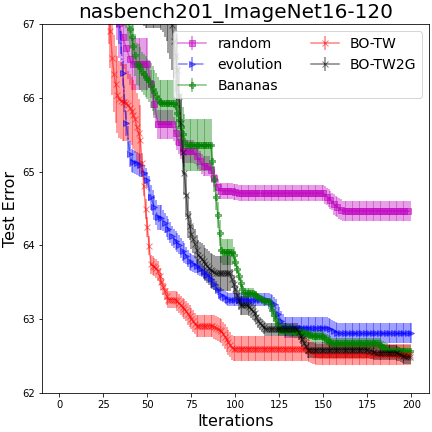 nasbench201_ImageNet16-120
random
evolution
Bananas
BO-TW
BO-TW2G
Test Error
67
66
65
64
63
62
0
25
50
75
100
125
150
175
200
Iterations